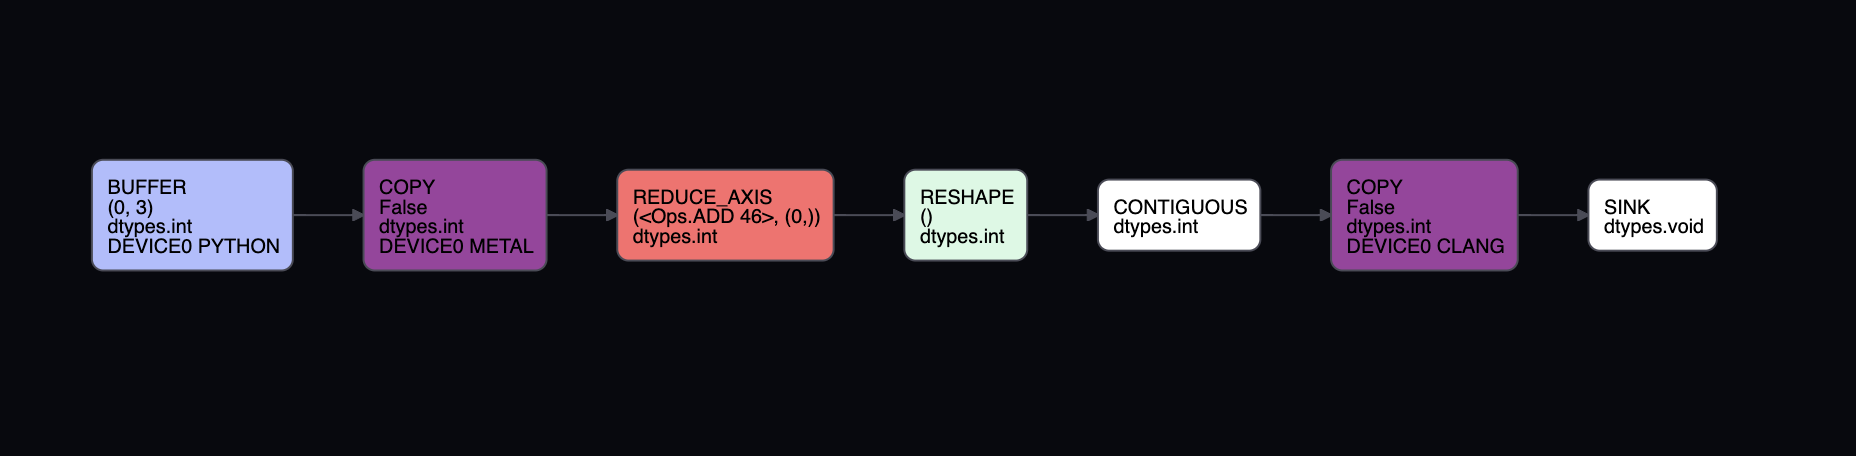 BUFFER
(0, 3)
dtypes.int
DEVICE0 PYTHON
COPY
False
dtypes.int
DEVICE0 METAL
REDUCE_AXIS
(<Ops.ADD 46>, (0,))
dtypes.int
RESHAPE
()
dtypes.int
CONTIGUOUS
dtypes.int
COPY
False
dtypes.int
DEVICE0 CLANG
SINK
dtypes.void